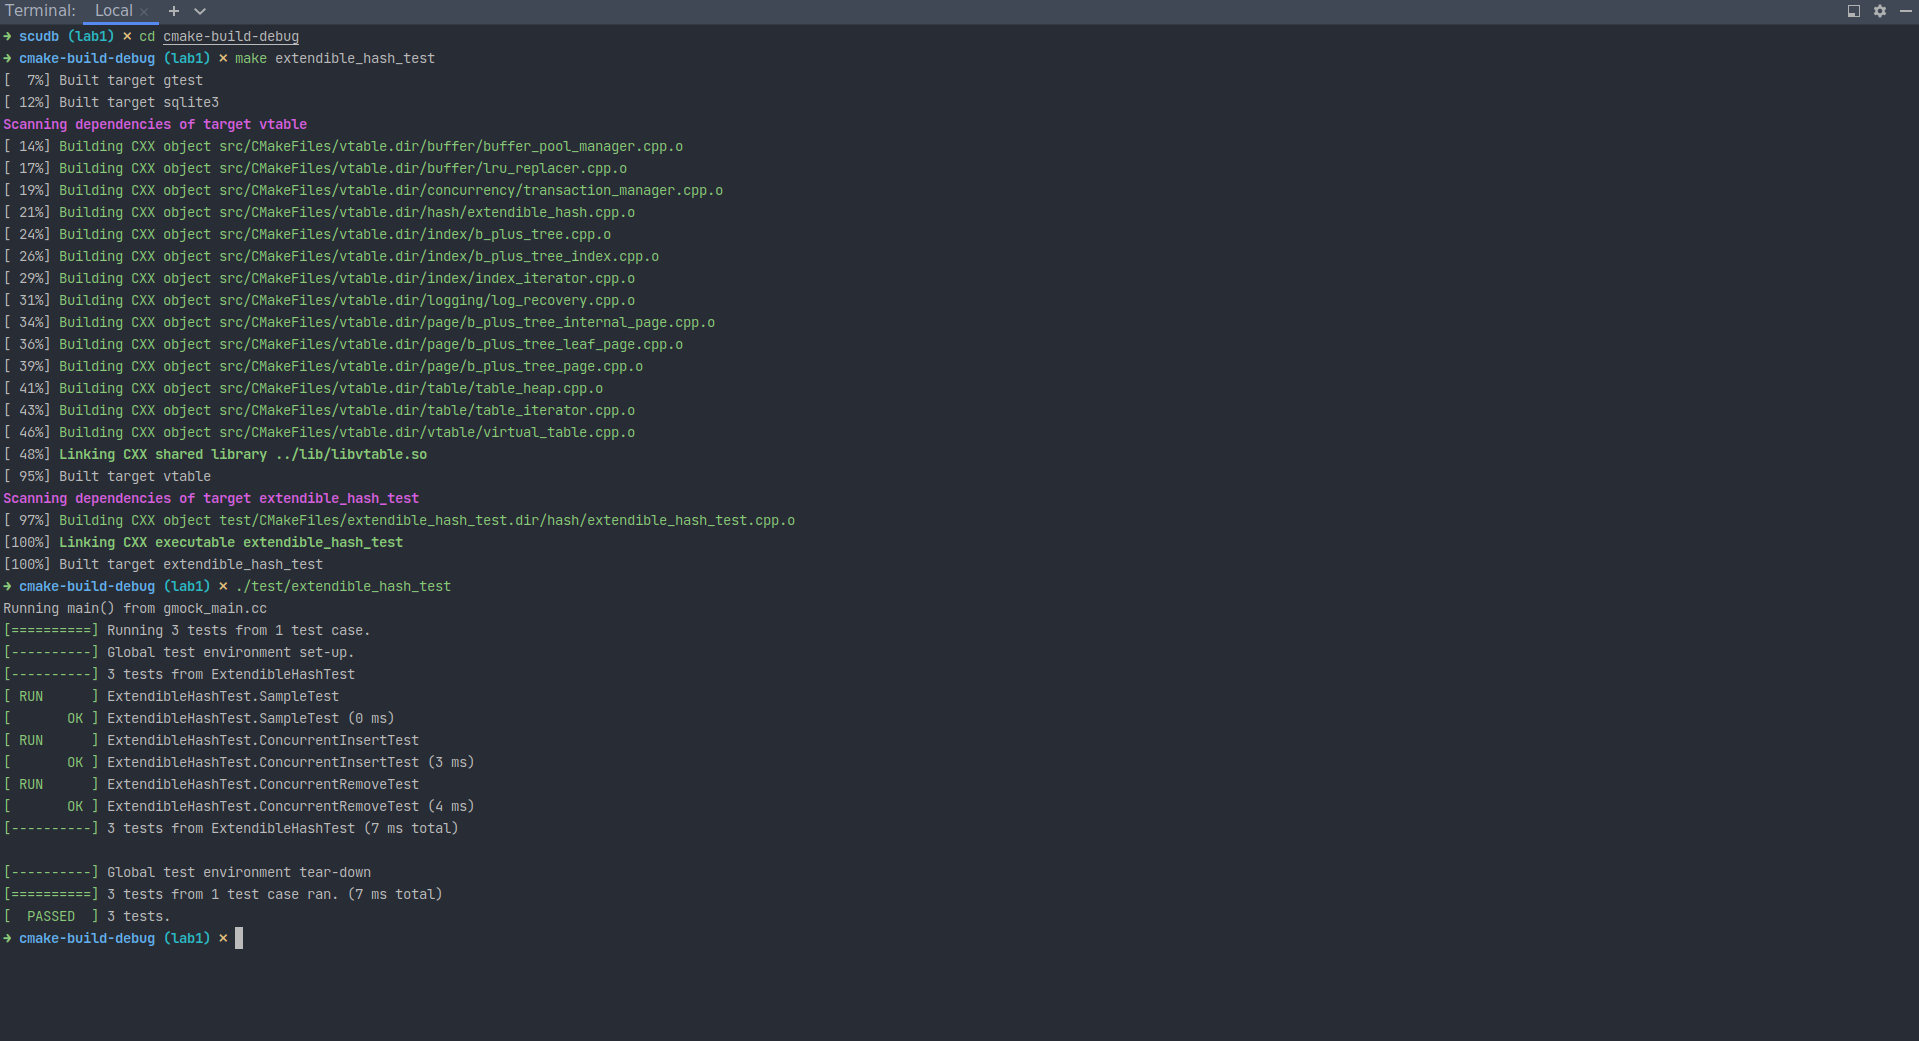 Terminal: Local × +
➜ scudb (lab1) ✗ cd cmake-build-debug
➜ cmake-build-debug (lab1) ✗ make extendible_hash_test
[  7%] Built target gtest
[ 12%] Built target sqlite3
Scanning dependencies of target vtable
[ 14%] Building CXX object src/CMakeFiles/vtable.dir/buffer/buffer_pool_manager.cpp.o
[ 17%] Building CXX object src/CMakeFiles/vtable.dir/buffer/lru_replacer.cpp.o
[ 19%] Building CXX object src/CMakeFiles/vtable.dir/concurrency/transaction_manager.cpp.o
[ 21%] Building CXX object src/CMakeFiles/vtable.dir/hash/extendible_hash.cpp.o
[ 24%] Building CXX object src/CMakeFiles/vtable.dir/index/b_plus_tree.cpp.o
[ 26%] Building CXX object src/CMakeFiles/vtable.dir/index/b_plus_tree_index.cpp.o
[ 29%] Building CXX object src/CMakeFiles/vtable.dir/index/index_iterator.cpp.o
[ 31%] Building CXX object src/CMakeFiles/vtable.dir/logging/log_recovery.cpp.o
[ 34%] Building CXX object src/CMakeFiles/vtable.dir/page/b_plus_tree_internal_page.cpp.o
[ 36%] Building CXX object src/CMakeFiles/vtable.dir/page/b_plus_tree_leaf_page.cpp.o
[ 39%] Building CXX object src/CMakeFiles/vtable.dir/page/b_plus_tree_page.cpp.o
[ 41%] Building CXX object src/CMakeFiles/vtable.dir/table/table_heap.cpp.o
[ 43%] Building CXX object src/CMakeFiles/vtable.dir/table/table_iterator.cpp.o
[ 46%] Building CXX object src/CMakeFiles/vtable.dir/vtable/virtual_table.cpp.o
[ 48%] Linking CXX shared library ../lib/libvtable.so
[ 95%] Built target vtable
Scanning dependencies of target extendible_hash_test
[ 97%] Building CXX object test/CMakeFiles/extendible_hash_test.dir/hash/extendible_hash_test.cpp.o
[100%] Linking CXX executable extendible_hash_test
[100%] Built target extendible_hash_test
➜ cmake-build-debug (lab1) ✗ ./test/extendible_hash_test
Running main() from gmock_main.cc
[==========] Running 3 tests from 1 test case.
[----------] Global test environment set-up.
[----------] 3 tests from ExtendibleHashTest
[ RUN      ] ExtendibleHashTest.SampleTest
[       OK ] ExtendibleHashTest.SampleTest (0 ms)
[ RUN      ] ExtendibleHashTest.ConcurrentInsertTest
[       OK ] ExtendibleHashTest.ConcurrentInsertTest (3 ms)
[ RUN      ] ExtendibleHashTest.ConcurrentRemoveTest
[       OK ] ExtendibleHashTest.ConcurrentRemoveTest (4 ms)
[----------] 3 tests from ExtendibleHashTest (7 ms total)

[----------] Global test environment tear-down
[==========] 3 tests from 1 test case ran. (7 ms total)
[  PASSED  ] 3 tests.
➜ cmake-build-debug (lab1) ✗